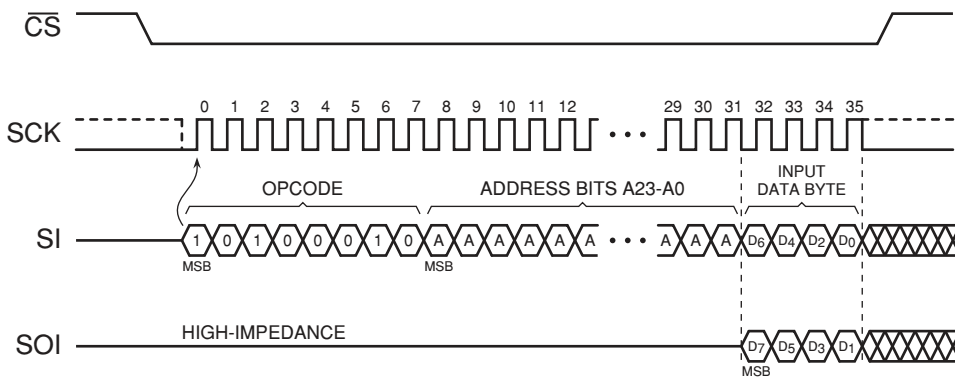 CS
0 1 2 3 4 5 6 7 8 9 10 11 12 29 30 31 32 33 34 35
SCK
OPCODE
ADDRESS BITS A23-A0
INPUT
DATA BYTE
SI
1 0 1 0 0 0 1 0 A A A A A A A A A D6 D4 D2 D0
MSB MSB
HIGH-IMPEDANCE
SOI
D7 D5 D3 D1
MSB